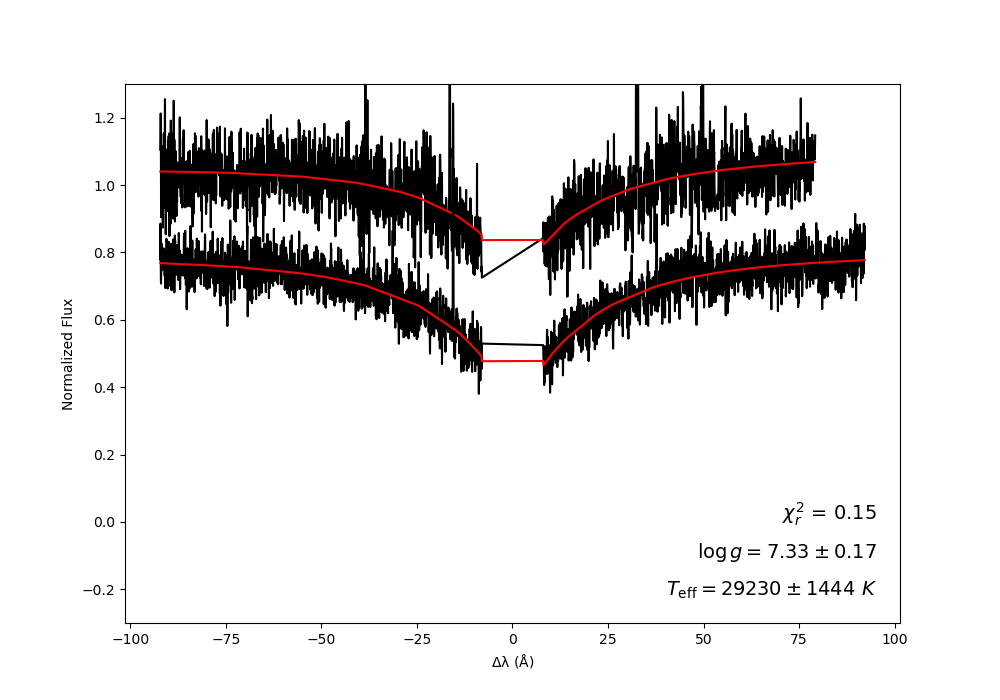 1.2
1.0
0.8
0.6
0.4
0.2
0.0
−0.2
Normalized Flux
χ²ᵣ = 0.15
log g = 7.33 ± 0.17
T_eff = 29230 ± 1444 K
−100 −75 −50 −25 0 25 50 75 100
Δλ (Å)